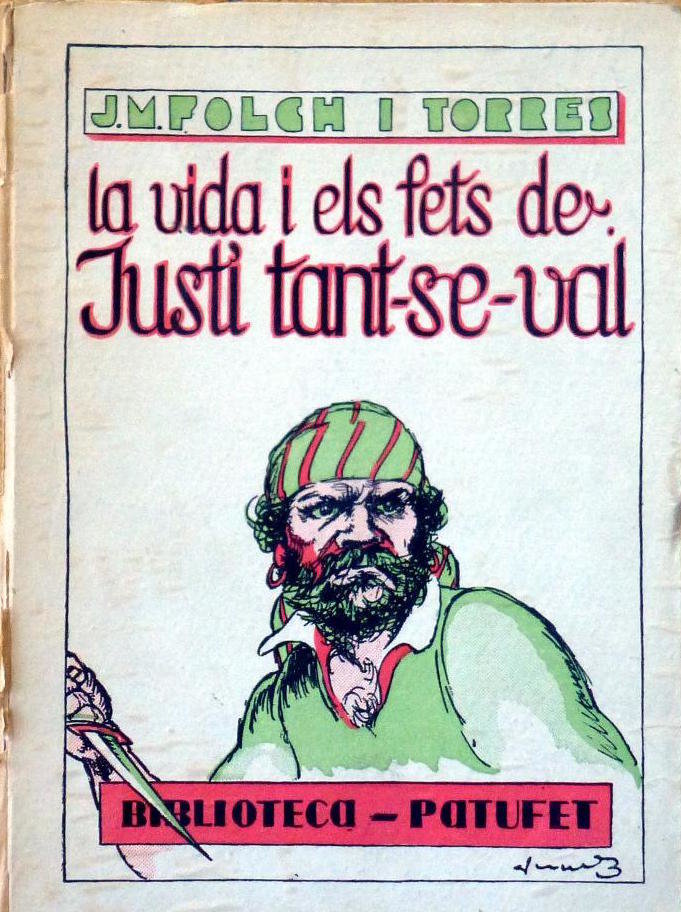 J.M. FOLCH I TORRES
la vida i els fets de
Justí tant-se-val
BIBLIOTECA - PATUFET